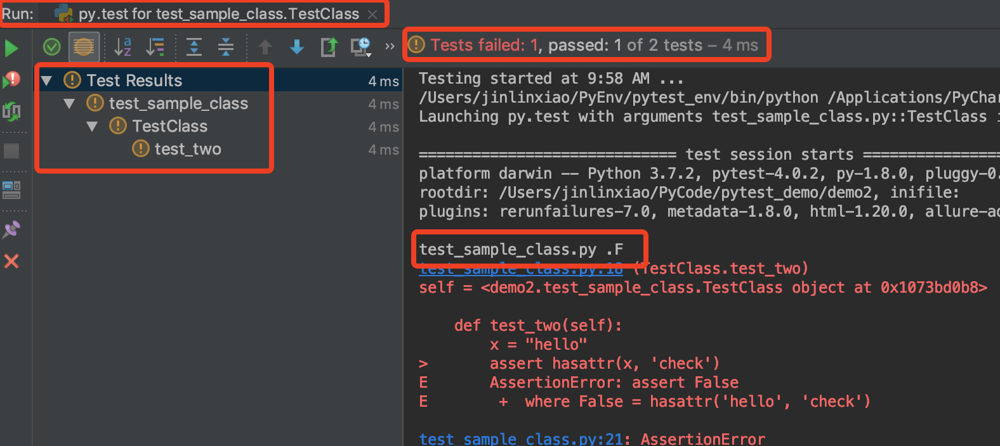 Run: py.test for test_sample_class.TestClass
a
z
Tests failed: 1, passed: 1 of 2 tests – 4 ms
Test Results 4 ms
test_sample_class 4 ms
TestClass 4 ms
test_two 4 ms
Testing started at 9:58 AM ...
/Users/jinlinxiao/PyEnv/pytest_env/bin/python /Applications/PyChar
Launching py.test with arguments test_sample_class.py::TestClass i
============================= test session starts ================
platform darwin -- Python 3.7.2, pytest-4.0.2, py-1.8.0, pluggy-0.
rootdir: /Users/jinlinxiao/PyCode/pytest_demo/demo2, inifile:
plugins: rerunfailures-7.0, metadata-1.8.0, html-1.20.0, allure-ad
test_sample_class.py .F
test_sample_class.py:18 (TestClass.test_two)
self = <demo2.test_sample_class.TestClass object at 0x1073bd0b8>
def test_two(self):
x = "hello"
> assert hasattr(x, 'check')
E AssertionError: assert False
E + where False = hasattr('hello', 'check')
test_sample_class.py:21: AssertionError